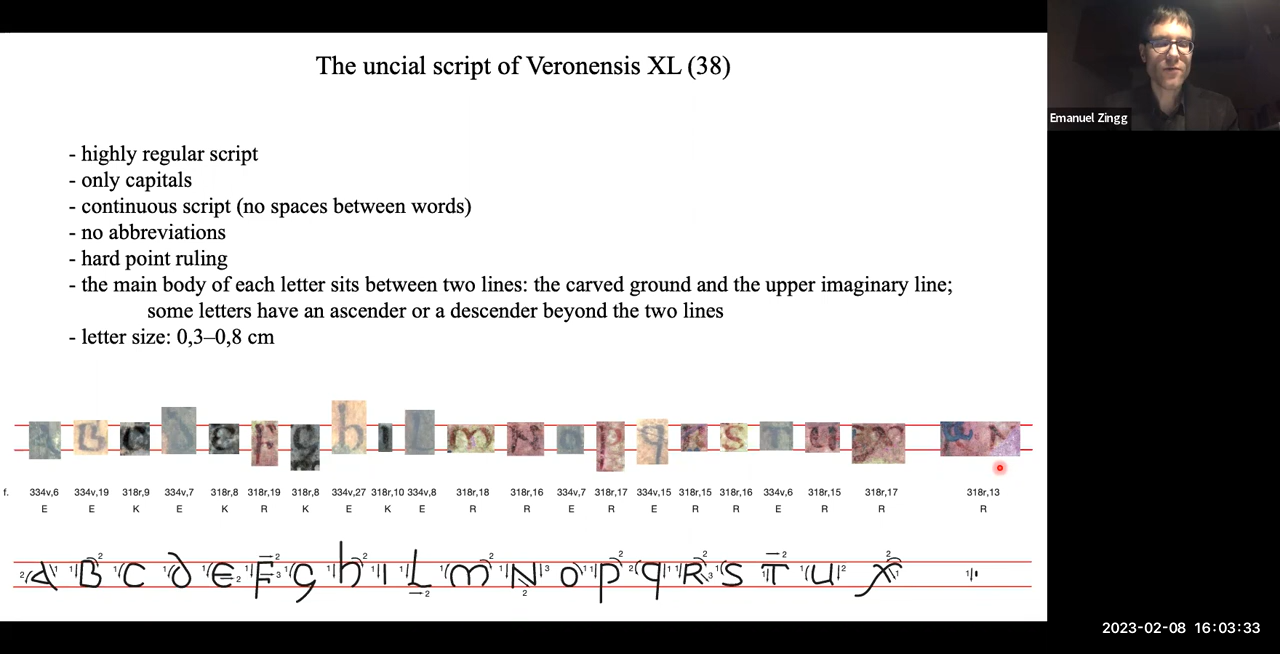 The uncial script of Veronensis XL (38)
Emanuel Zingg
- highly regular script
- only capitals
- continuous script (no spaces between words)
- no abbreviations
- hard point ruling
- the main body of each letter sits between two lines: the carved ground and the upper imaginary line;
some letters have an ascender or a descender beyond the two lines
- letter size: 0,3–0,8 cm
A B C d E F G h I L m N O P q R S T U X
f. 334v,6 334v,19 318r,9 334v,7 318r,8 318r,19 318r,8 334v,27 318r,10 334v,8 318r,18 318r,16 334v,7 318r,17 334v,15 318r,15 318r,16 334v,6 318r,15 318r,17 318r,13
E E K E K R K E K E R R E R E R R E R R R
A B C d E F G h I L m N O P q R S T U X
2023-02-08 16:03:33